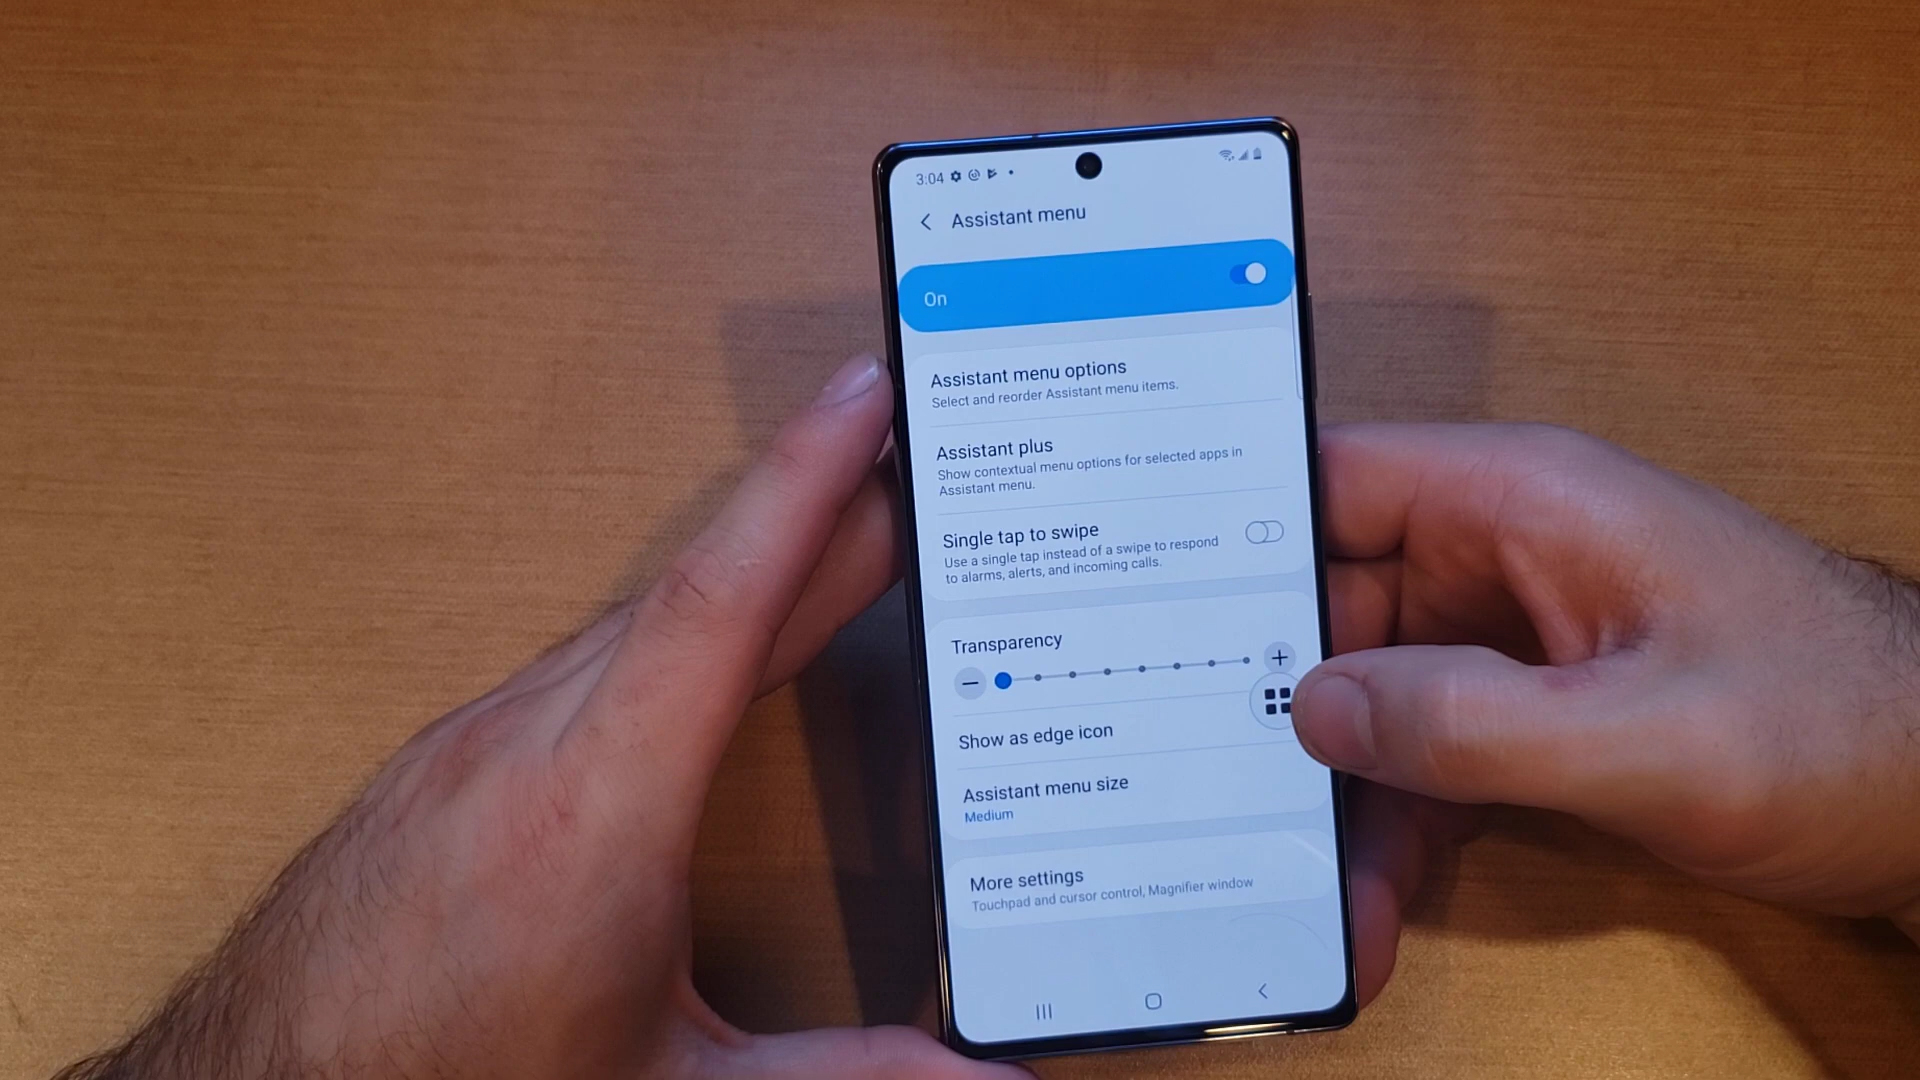 3:04
Assistant menu
On
Assistant menu options
Select and reorder Assistant menu items.
Assistant plus
Show contextual menu options for selected apps in
Assistant menu.
Single tap to swipe
Use a single tap instead of a swipe to respond
to alarms, alerts, and incoming calls.
Transparency
Show as edge icon
Assistant menu size
Medium
More settings
Touchpad and cursor control, Magnifier window